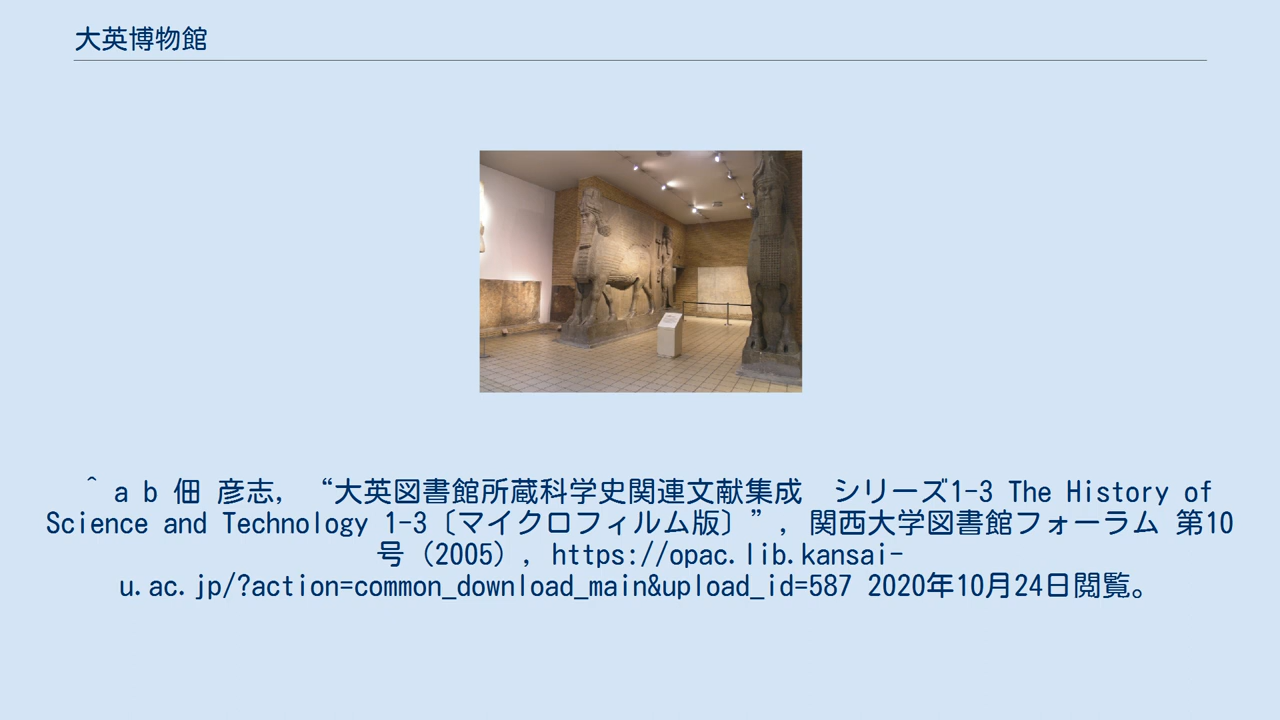 大英博物館
^ a b 佃 彦志, “大英図書館所蔵科学史関連文献集成　シリーズ1-3 The History of
Science and Technology 1-3〔マイクロフィルム版〕”, 関西大学図書館フォーラム 第10
号（2005）, https://opac.lib.kansai-
u.ac.jp/?action=common_download_main&upload_id=587 2020年10月24日閲覧。